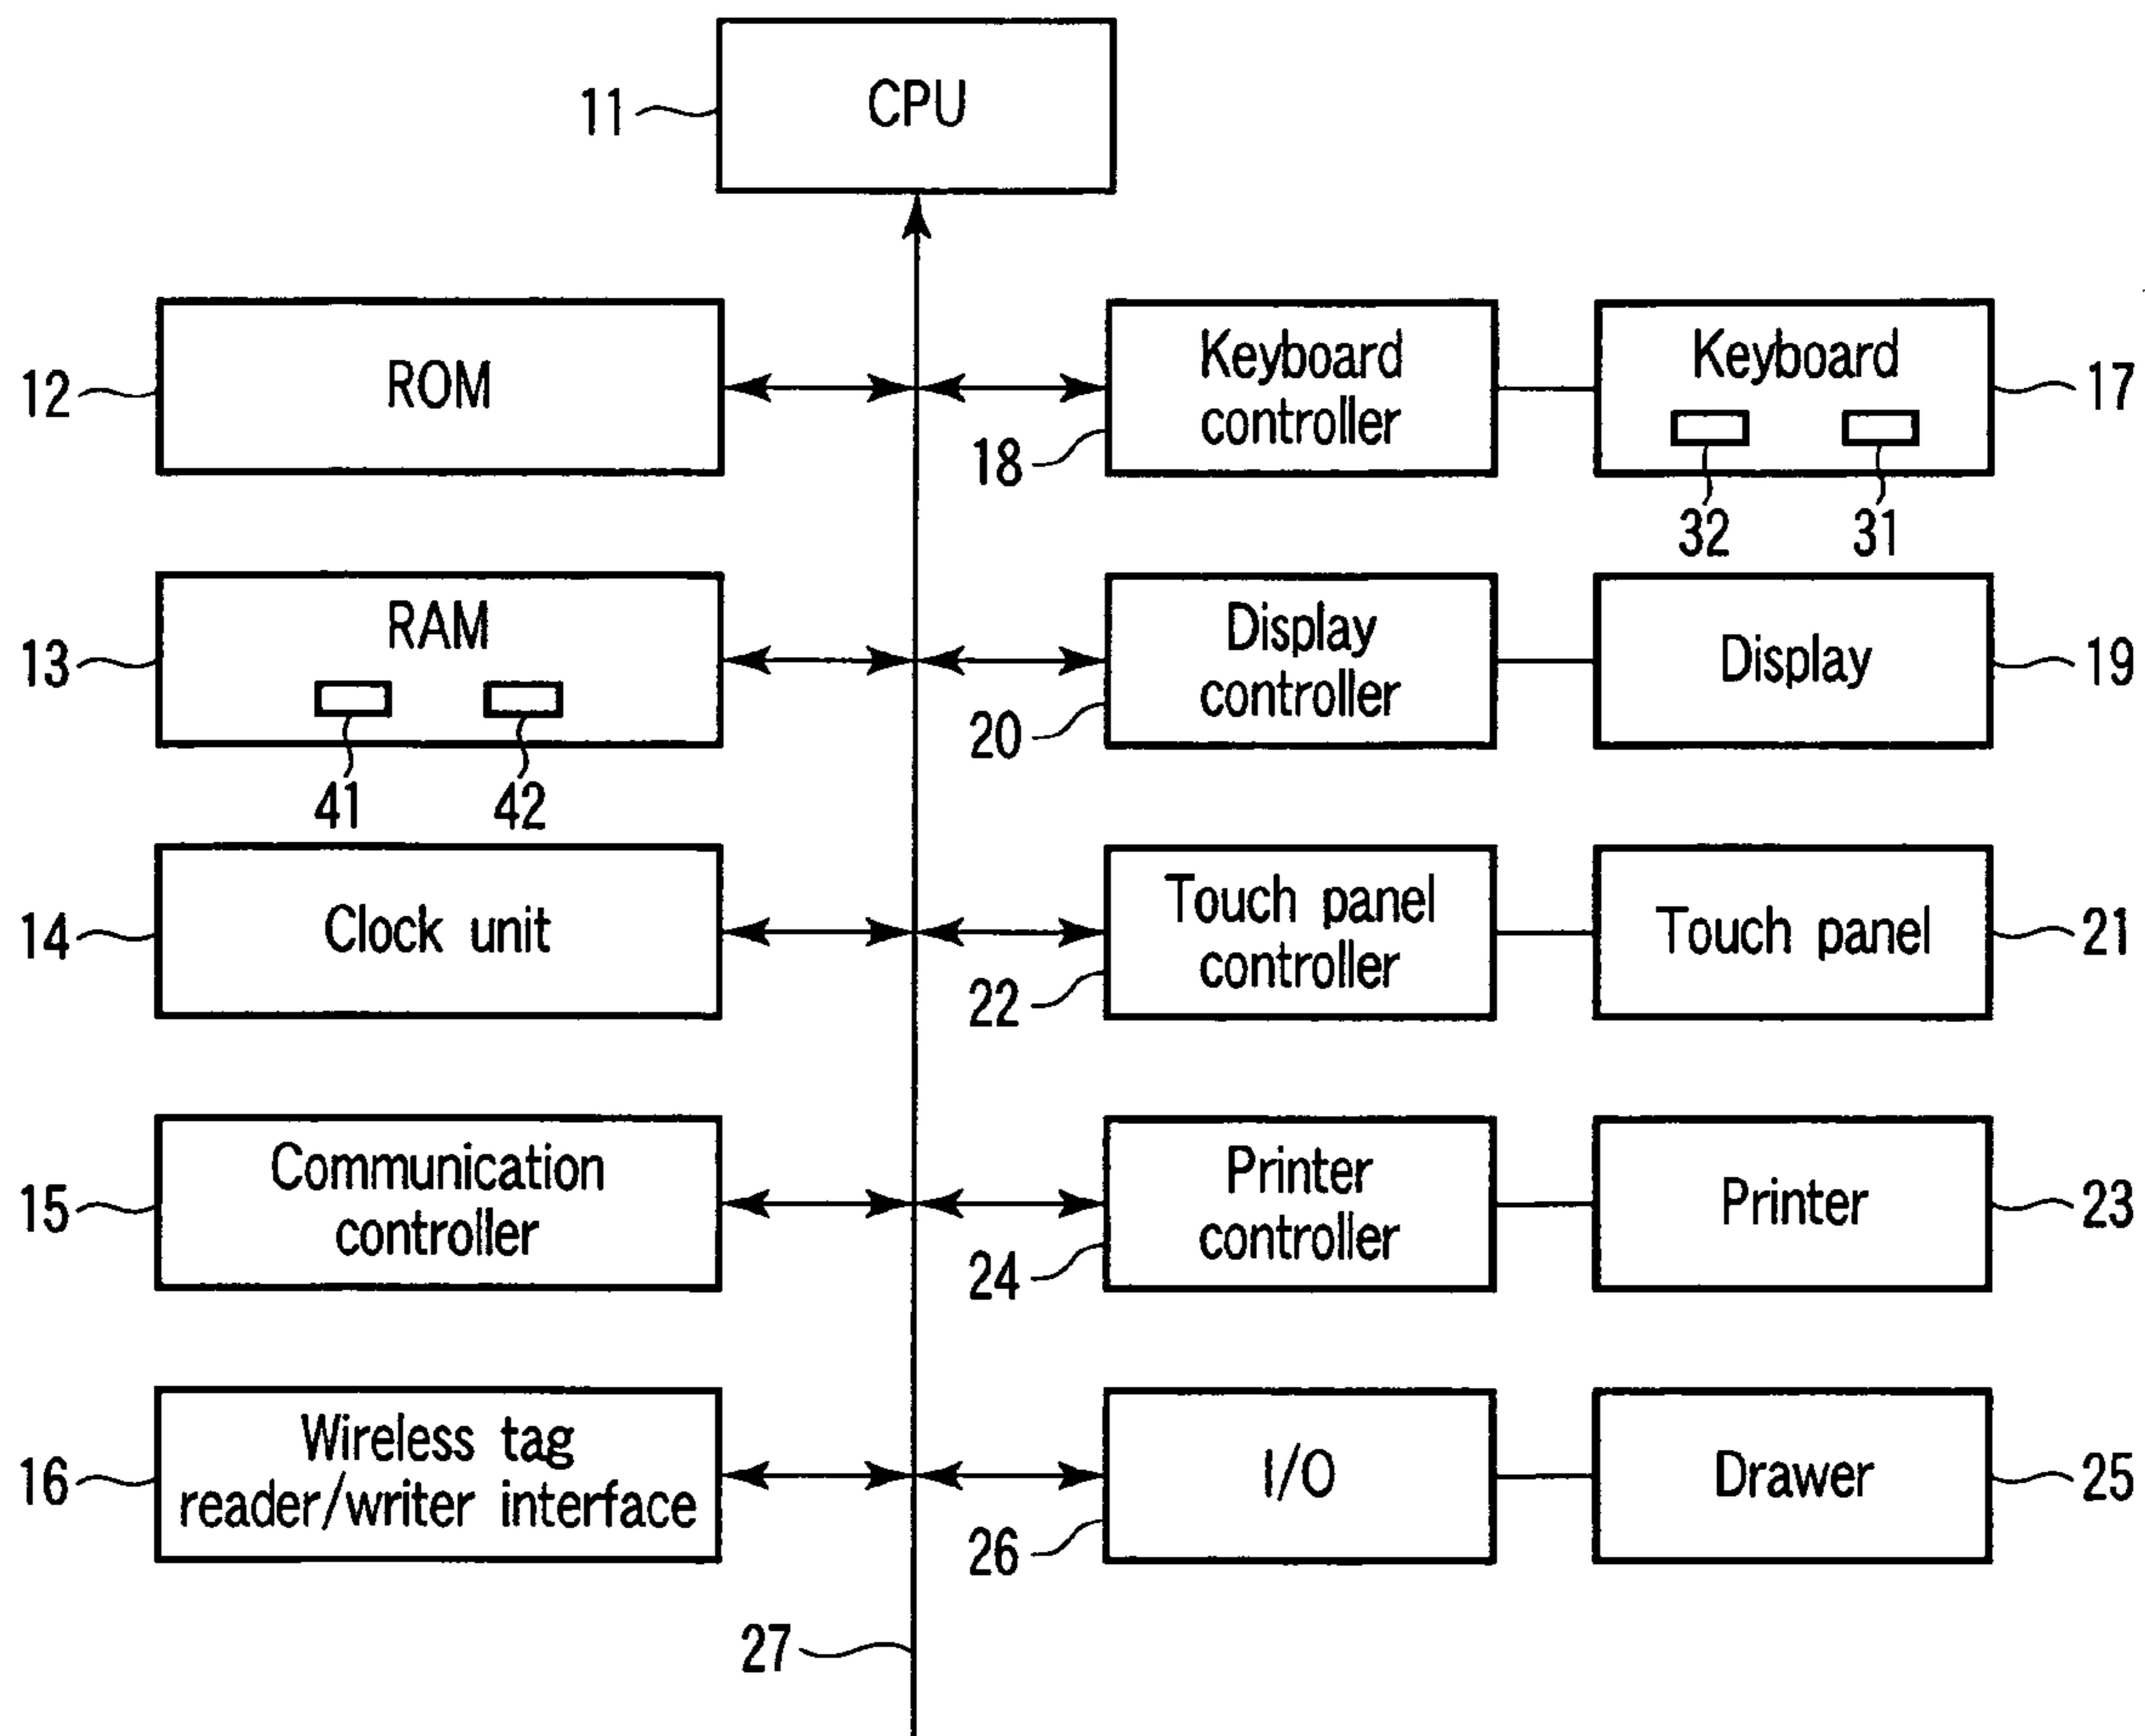 CPU
11
ROM
12
Keyboard
controller
18
Keyboard
17
32
31
RAM
13
41
42
Display
controller
20
Display
19
Clock unit
14
Touch panel
controller
22
Touch panel
21
Communication
controller
15
Printer
controller
24
Printer
23
Wireless tag
reader/writer interface
16
I/O
26
Drawer
25
27